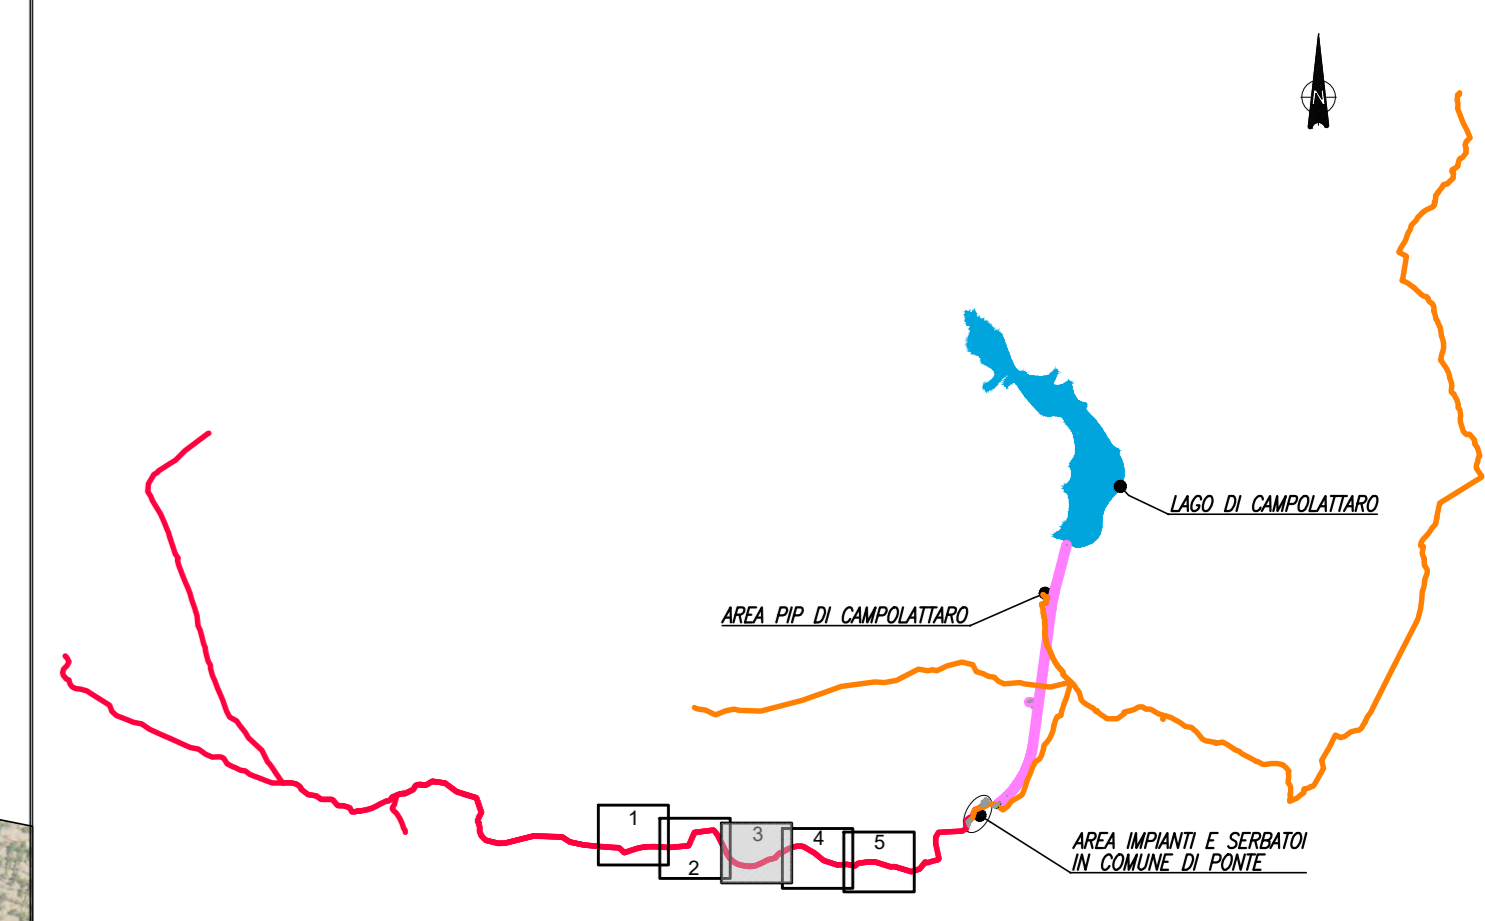 N
LAGO DI CAMPOLATTARO
AREA PIP DI CAMPOLATTARO
1
2
3
4
5
AREA IMPIANTI E SERBATOI
IN COMUNE DI PONTE